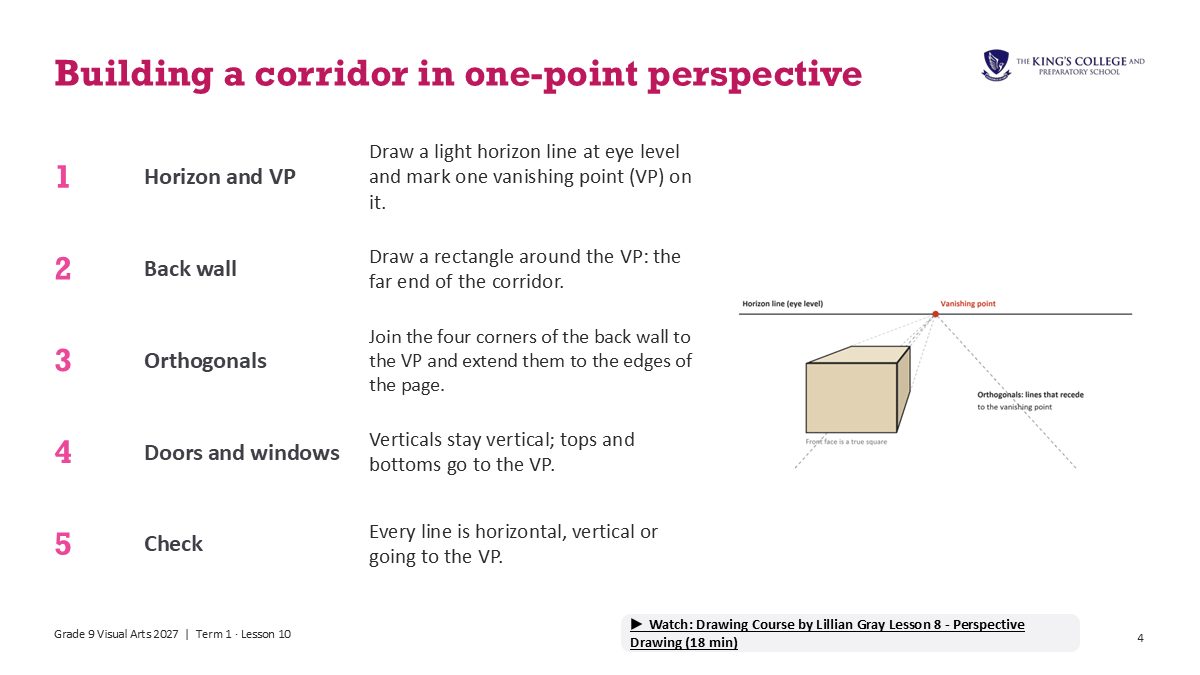 Building a corridor in one-point perspective
THE KING'S COLLEGE AND
PREPARATORY SCHOOL
1
Horizon and VP
Draw a light horizon line at eye level
and mark one vanishing point (VP) on
it.
2
Back wall
Draw a rectangle around the VP: the
far end of the corridor.
3
Orthogonals
Join the four corners of the back wall to
the VP and extend them to the edges of
the page.
4
Doors and windows
Verticals stay vertical; tops and
bottoms go to the VP.
5
Check
Every line is horizontal, vertical or
going to the VP.
Horizon line (eye level)
Vanishing point
Orthogonals: lines that recede
to the vanishing point
Front face is a true square
Grade 9 Visual Arts 2027 | Term 1 · Lesson 10
▶ Watch: Drawing Course by Lillian Gray Lesson 8 - Perspective
Drawing (18 min)
4